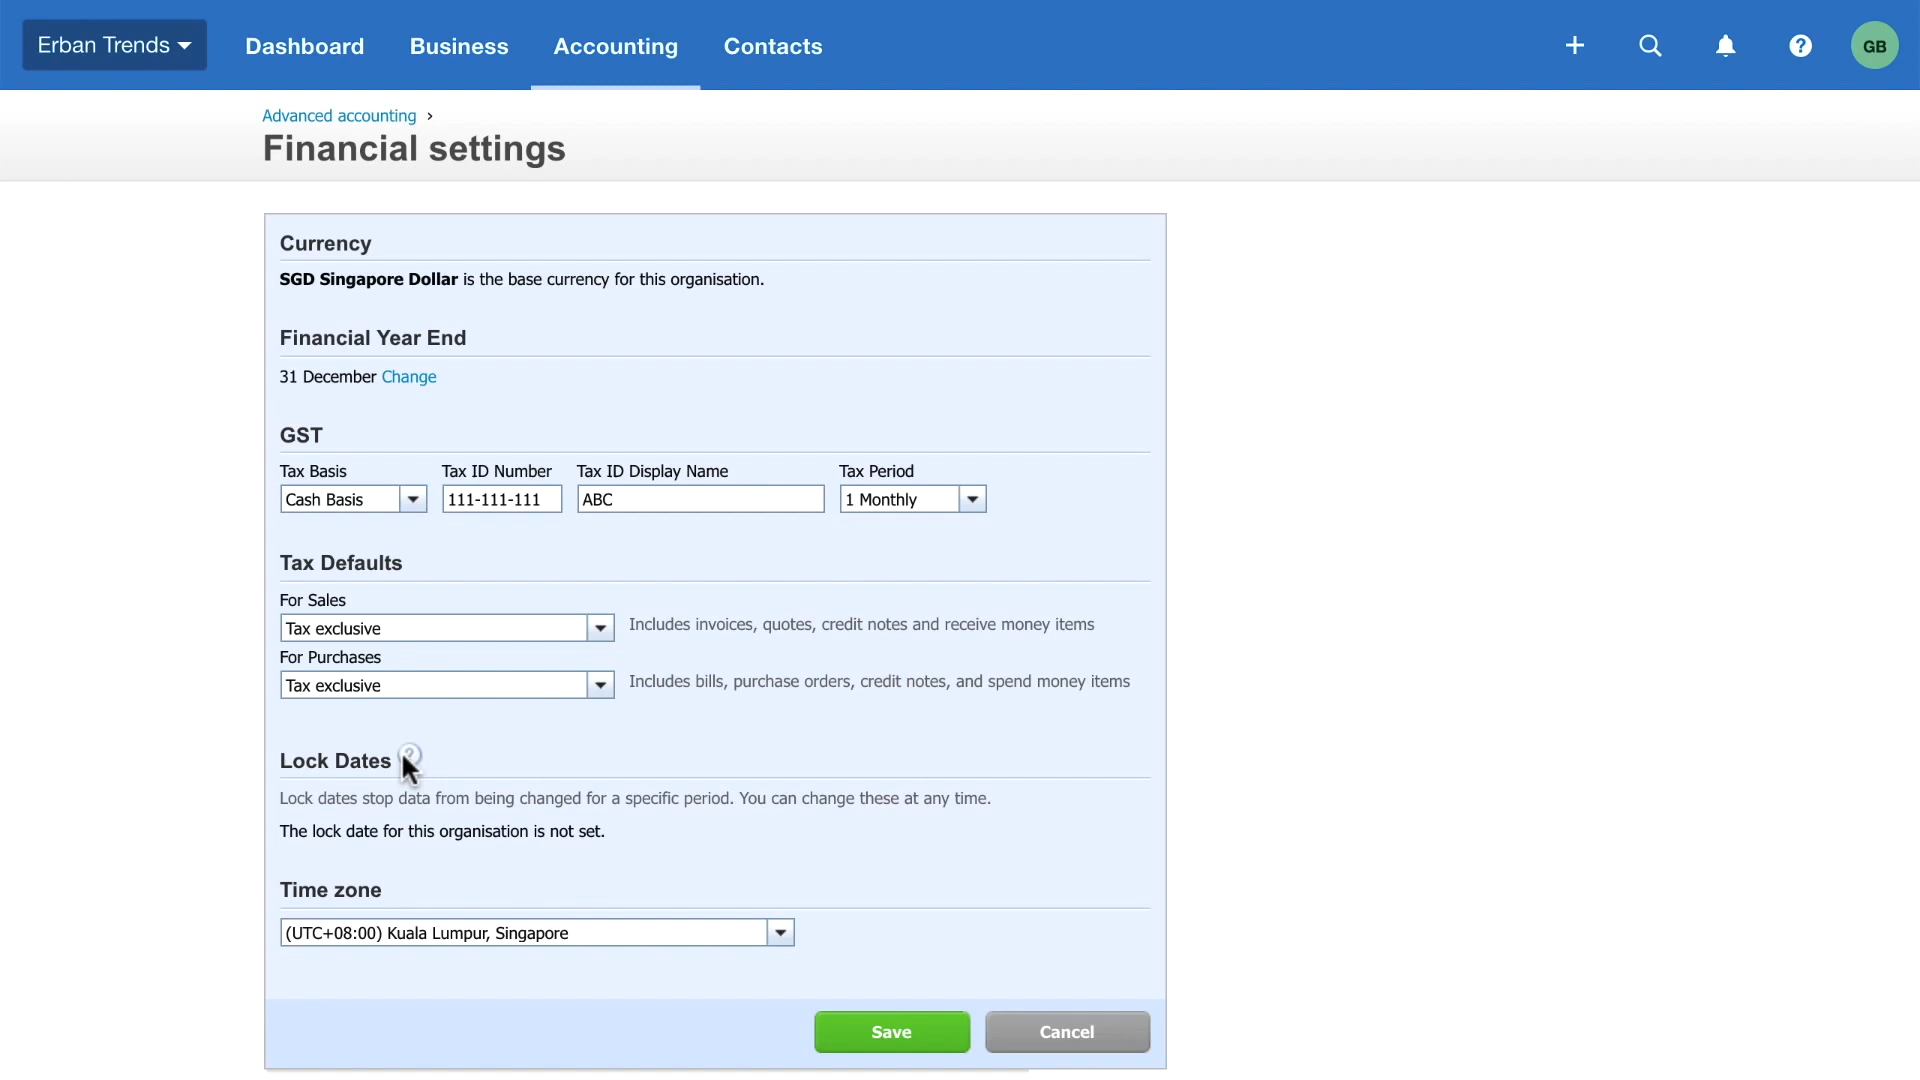 Erban Trends
Dashboard
Business
Accounting
Contacts
GB
Advanced accounting ›
Financial settings
Currency
SGD Singapore Dollar is the base currency for this organisation.
Financial Year End
31 December Change
GST
Tax Basis
Tax ID Number
Tax ID Display Name
Tax Period
Cash Basis
111-111-111
ABC
1 Monthly
Tax Defaults
For Sales
Tax exclusive
Includes invoices, quotes, credit notes and receive money items
For Purchases
Tax exclusive
Includes bills, purchase orders, credit notes, and spend money items
Lock Dates ?
Lock dates stop data from being changed for a specific period. You can change these at any time.
The lock date for this organisation is not set.
Time zone
(UTC+08:00) Kuala Lumpur, Singapore
Save
Cancel